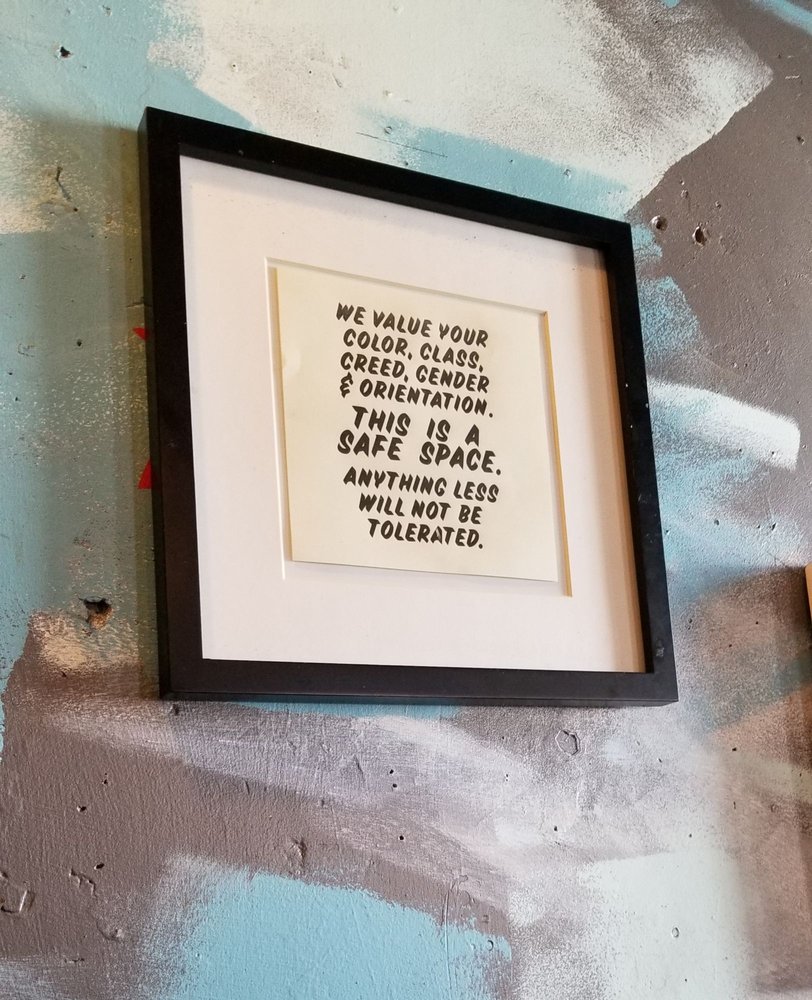 WE VALUE YOUR
COLOR, CLASS,
CREED, GENDER
& ORIENTATION.
THIS IS A
SAFE SPACE.
ANYTHING LESS
WILL NOT BE
TOLERATED.